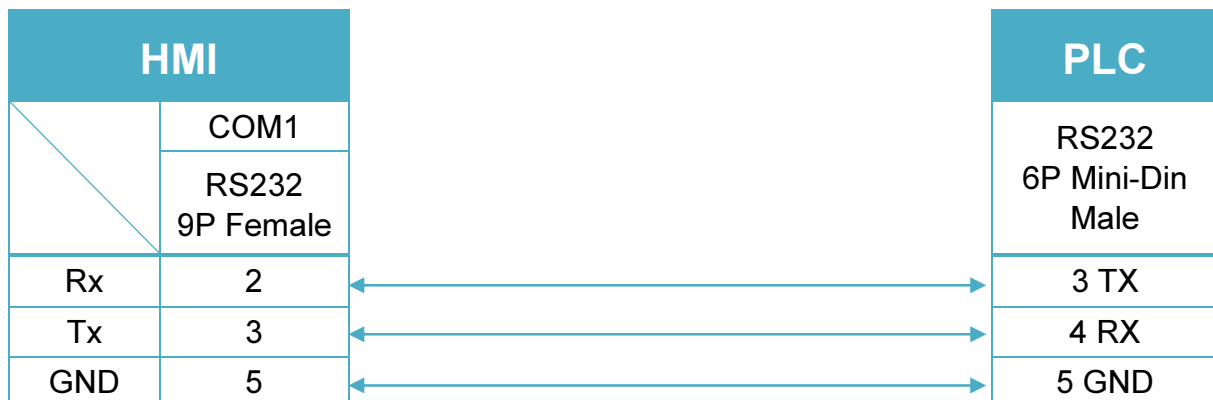 HMI
PLC
COM1
RS232
9P Female
RS232
6P Mini-Din
Male
Rx 2 3 TX
Tx 3 4 RX
GND 5 5 GND